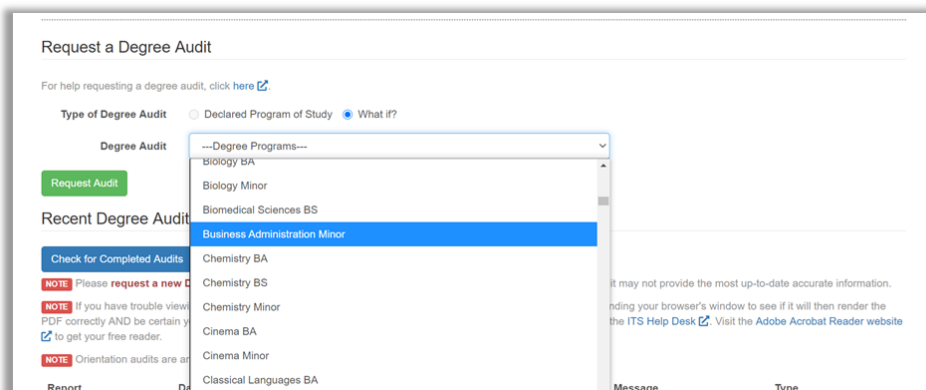 Request a Degree Audit
For help requesting a degree audit, click here.
Type of Degree Audit Declared Program of Study What if?
Degree Audit ---Degree Programs---
Biology BA
Request Audit
Biology Minor
Biomedical Sciences BS
Recent Degree Audit
Business Administration Minor
Check for Completed Audits
Chemistry BA
NOTE Please request a new D
Chemistry BS
it may not provide the most up-to-date accurate information.
NOTE If you have trouble viewi
Chemistry Minor
nding your browser's window to see if it will then render the
PDF correctly AND be certain y
Cinema BA
the ITS Help Desk. Visit the Adobe Acrobat Reader website
to get your free reader.
Cinema Minor
NOTE Orientation audits are ar
Classical Languages BA
Report Da Message Type